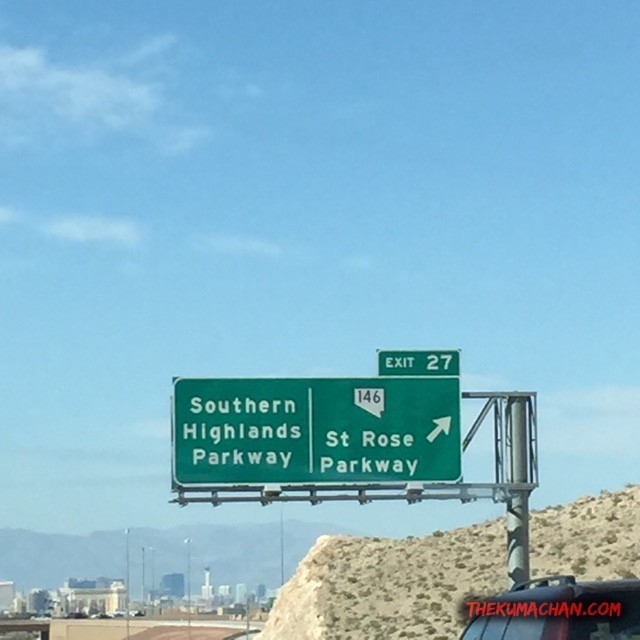 EXIT 27
Southern
Highlands
Parkway
146
St Rose
Parkway
THEKUMACHAN.COM